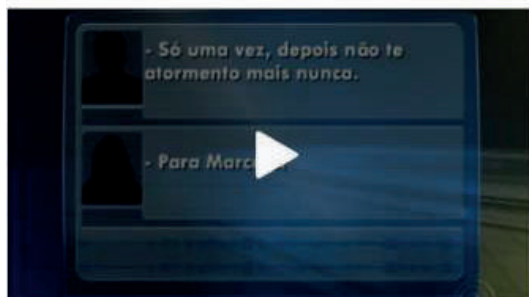 - Só uma vez, depois não te
atormento mais nunca.
- Para